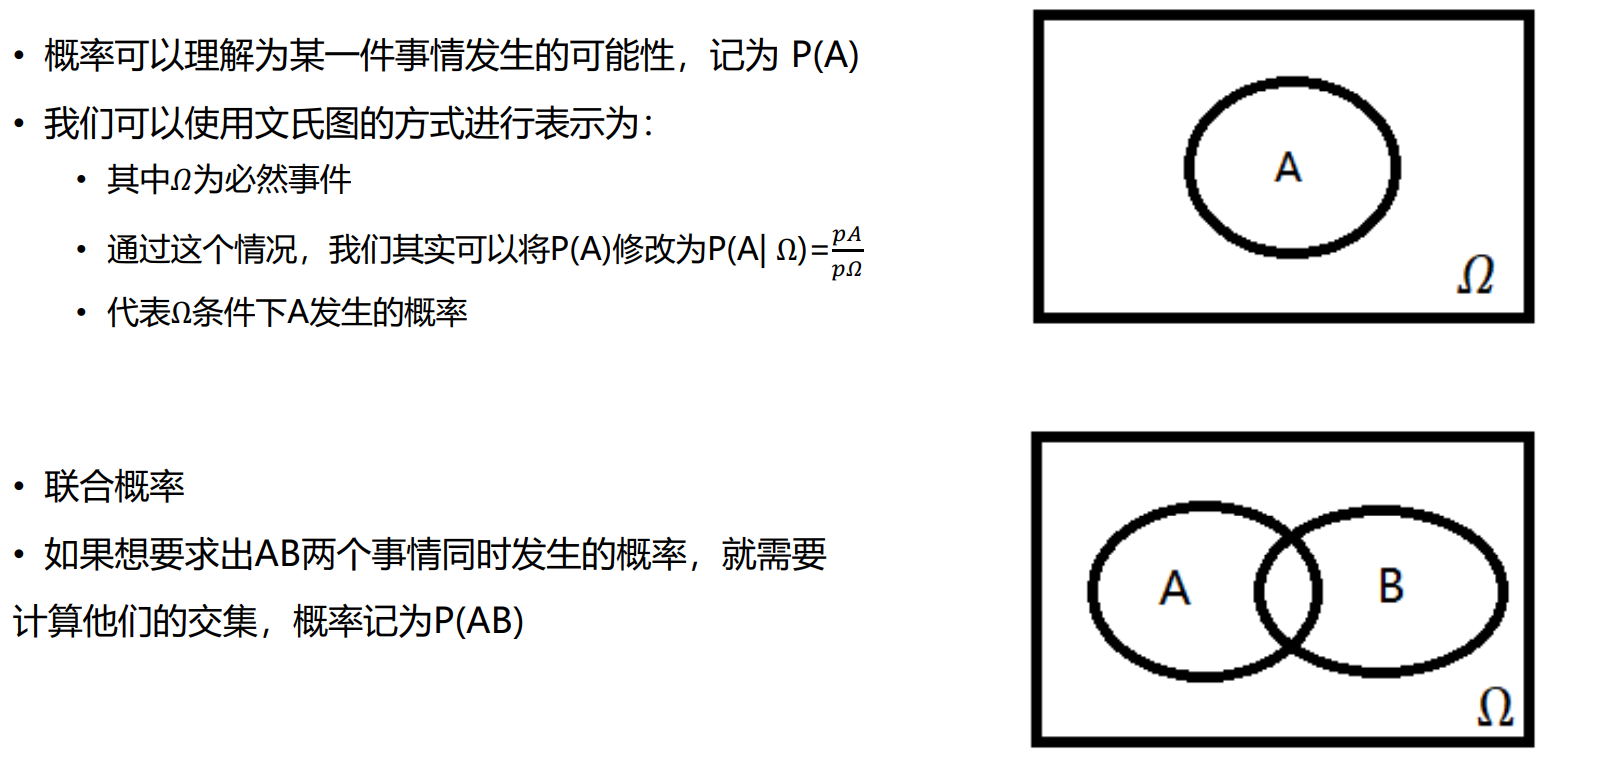 • 概率可以理解为某一件事情发生的可能性，记为 P(A)
• 我们可以使用文氏图的方式进行表示为：
• 其中Ω为必然事件
• 通过这个情况，我们其实可以将P(A)修改为P(A| Ω)=pA/pΩ
• 代表Ω条件下A发生的概率
A
Ω
• 联合概率
• 如果想要求出AB两个事情同时发生的概率，就需要
计算他们的交集，概率记为P(AB)
A B
Ω